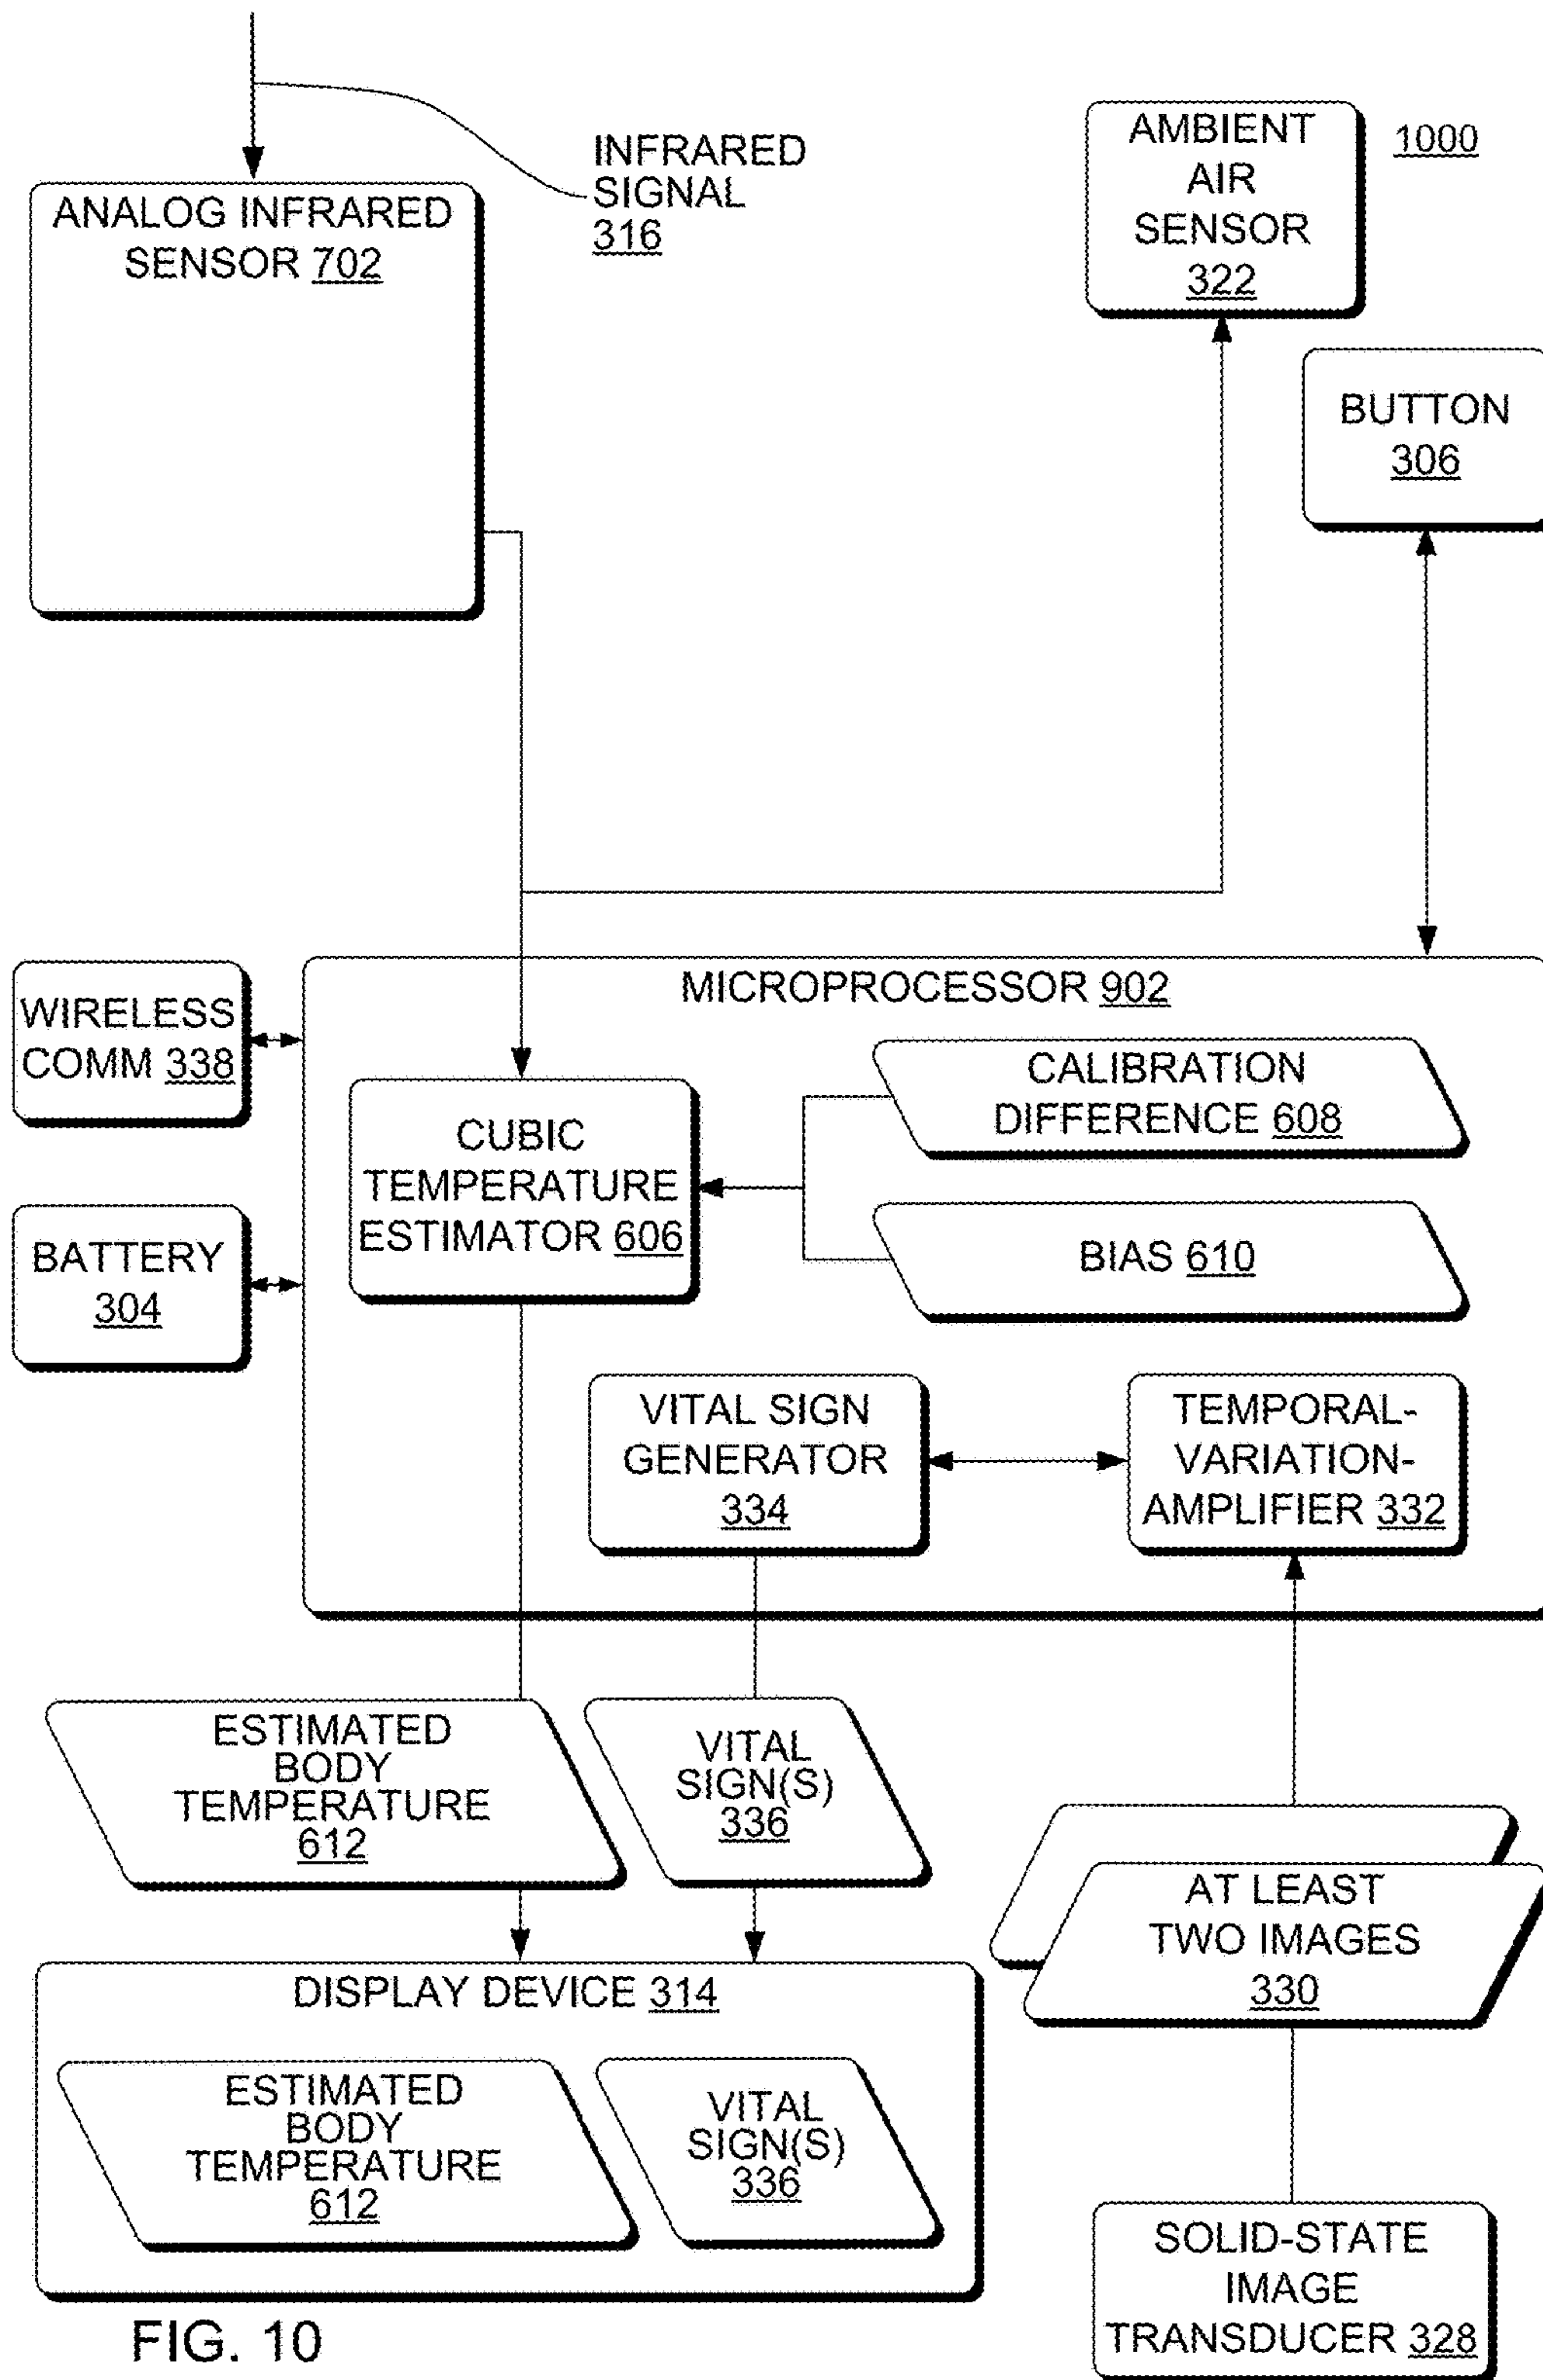 INFRARED
SIGNAL
316
ANALOG INFRARED
SENSOR 702
AMBIENT
AIR
SENSOR
322
1000
BUTTON
306
MICROPROCESSOR 902
WIRELESS
COMM 338
CALIBRATION
DIFFERENCE 608
CUBIC
TEMPERATURE
ESTIMATOR 606
BATTERY
304
BIAS 610
VITAL SIGN
GENERATOR
334
TEMPORAL-
VARIATION-
AMPLIFIER 332
ESTIMATED
BODY
TEMPERATURE
612
VITAL
SIGN(S)
336
AT LEAST
TWO IMAGES
330
DISPLAY DEVICE 314
ESTIMATED
BODY
TEMPERATURE
612
VITAL
SIGN(S)
336
SOLID-STATE
IMAGE
TRANSDUCER 328
FIG. 10